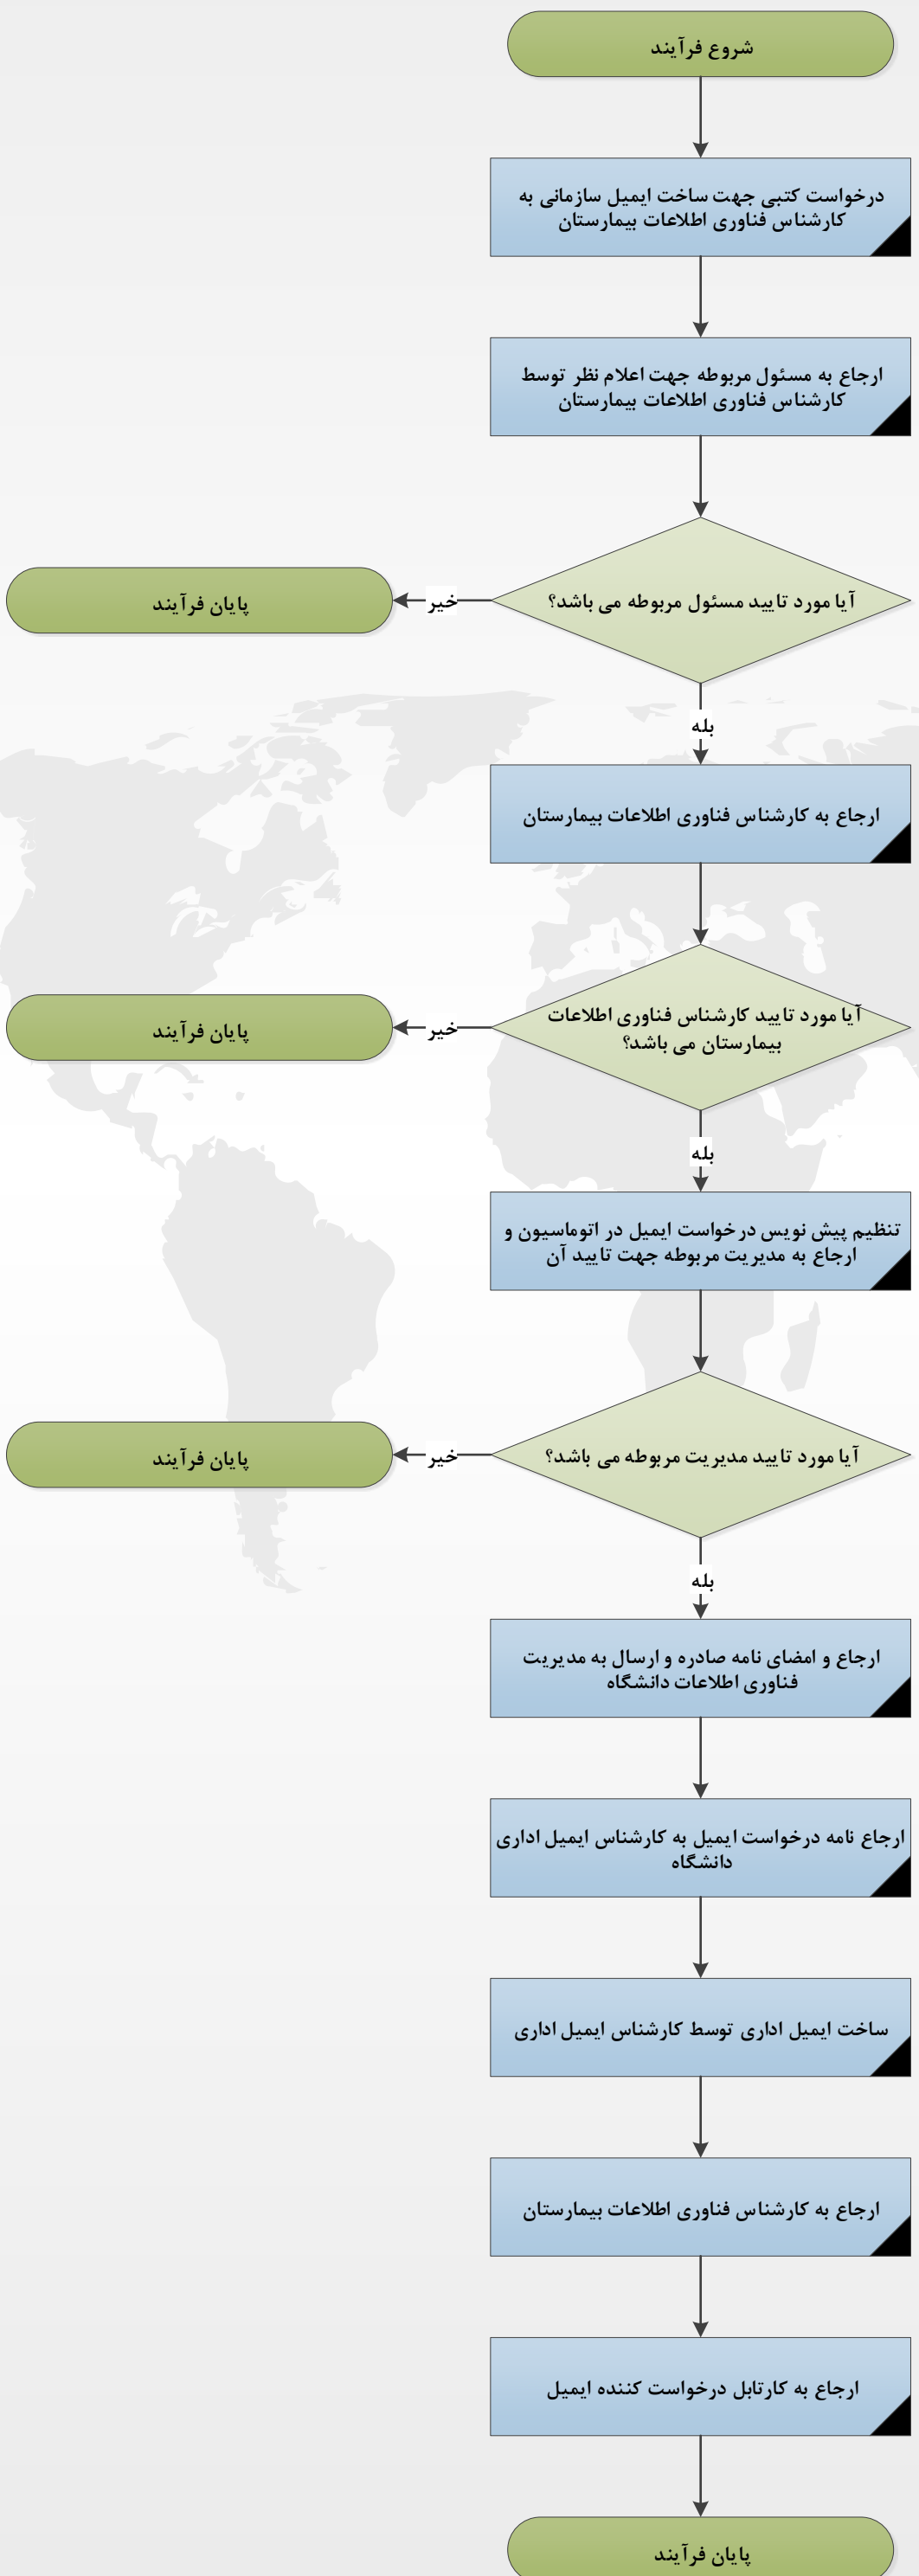 شروع فرآیند
درخواست کتبی جهت ساخت ایمیل سازمانی به
کارشناس فناوری اطلاعات بیمارستان
ارجاع به مسئول مربوطه جهت اعلام نظر توسط
کارشناس فناوری اطلاعات بیمارستان
آیا مورد تایید مسئول مربوطه می باشد؟
خیر
پایان فرآیند
بله
ارجاع به کارشناس فناوری اطلاعات بیمارستان
آیا مورد تایید کارشناس فناوری اطلاعات
بیمارستان می باشد؟
خیر
پایان فرآیند
بله
تنظیم پیش نویس درخواست ایمیل در اتوماسیون و
ارجاع به مدیریت مربوطه جهت تایید آن
آیا مورد تایید مدیریت مربوطه می باشد؟
خیر
پایان فرآیند
بله
ارجاع و امضای نامه صادره و ارسال به مدیریت
فناوری اطلاعات دانشگاه
ارجاع نامه درخواست ایمیل به کارشناس ایمیل اداری
دانشگاه
ساخت ایمیل اداری توسط کارشناس ایمیل اداری
ارجاع به کارشناس فناوری اطلاعات بیمارستان
ارجاع به کارتابل درخواست کننده ایمیل
پایان فرآیند